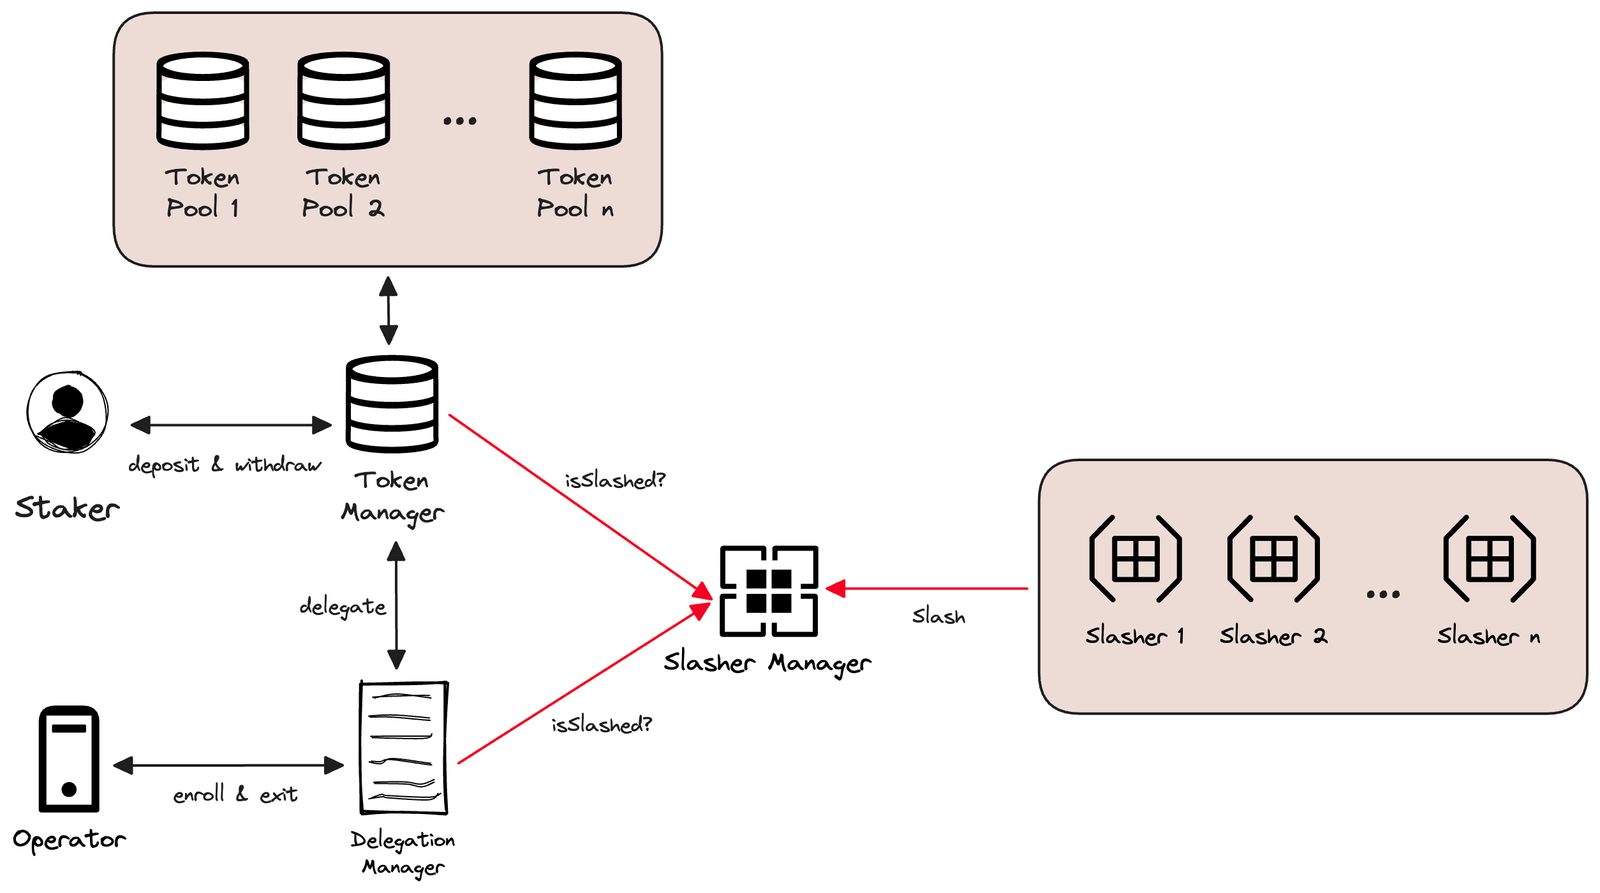 ...
Token
Pool 1
Token
Pool 2
Token
Pool n
deposit & withdraw
Staker
Token
Manager
isSlashed?
delegate
Slasher Manager
Slash
...
Slasher 1
Slasher 2
Slasher n
isSlashed?
enroll & exit
Operator
Delegation
Manager